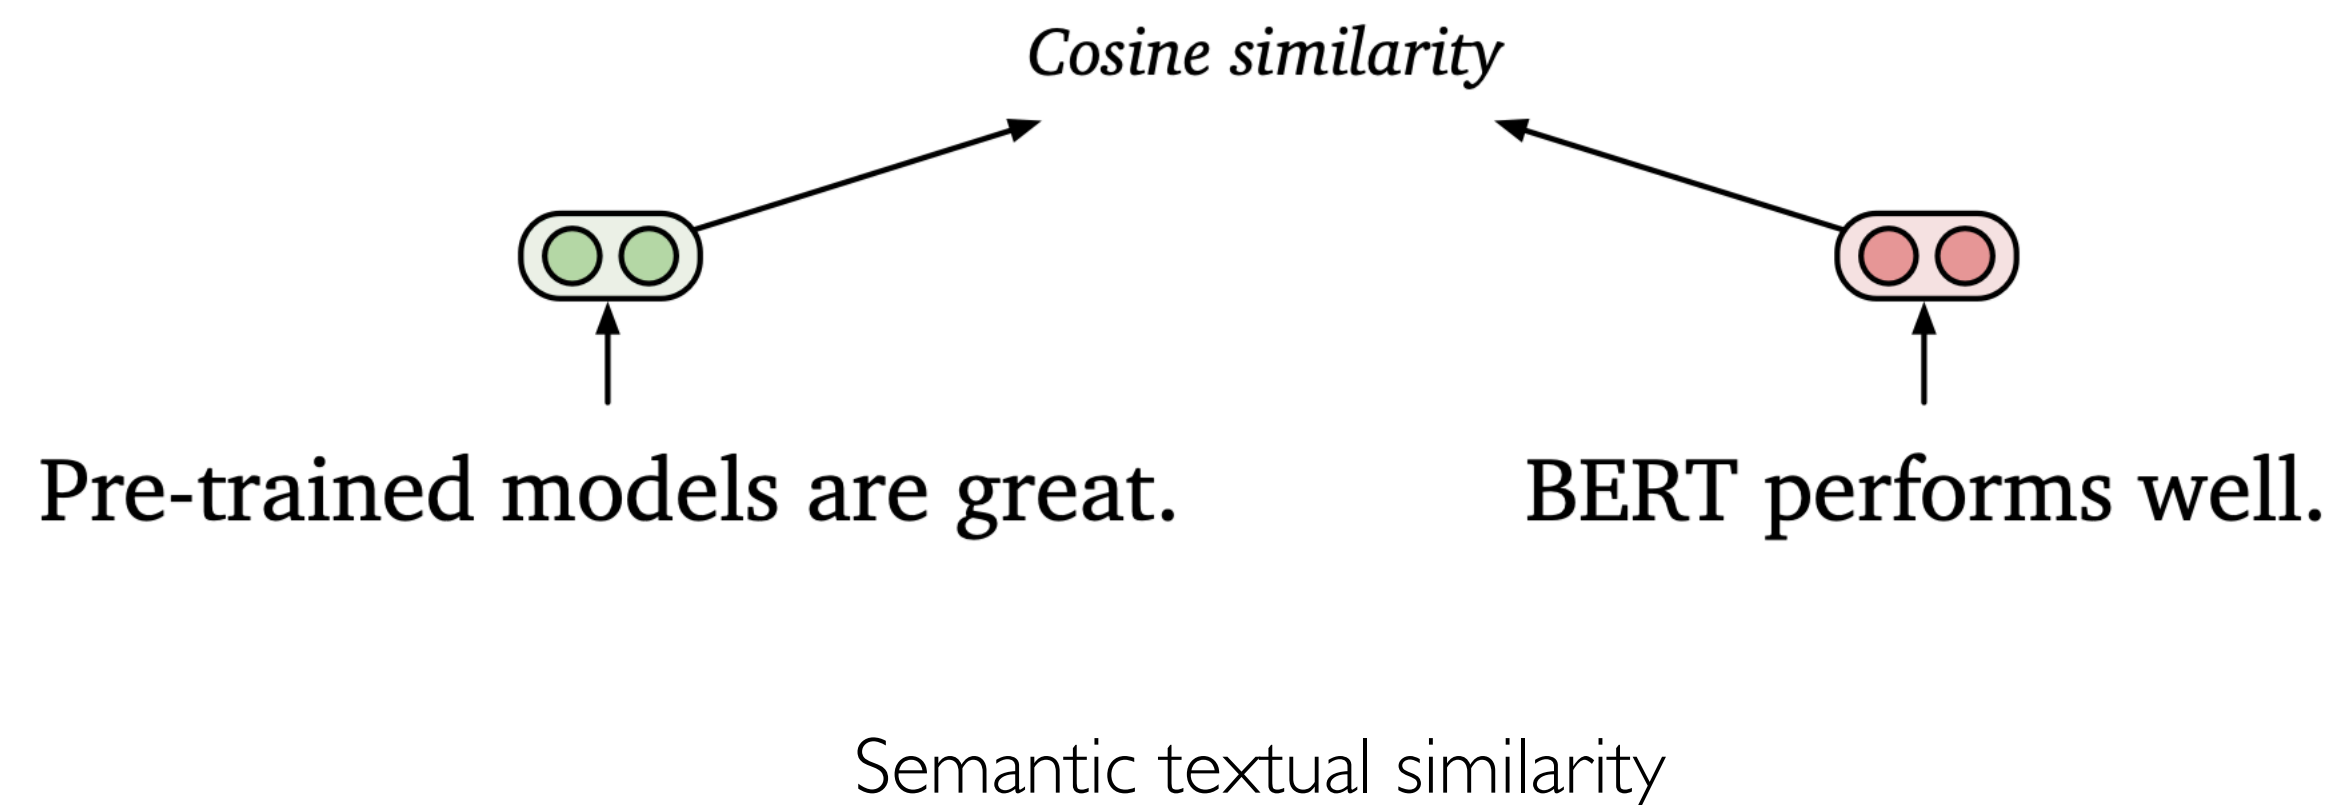 Cosine similarity
Pre-trained models are great.
BERT performs well.
Semantic textual similarity